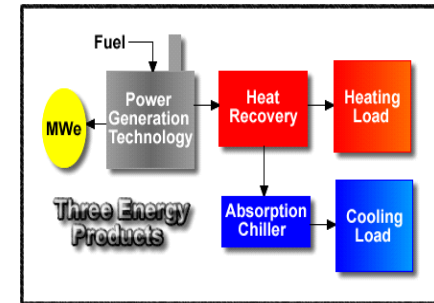 Fuel
MWe
Power
Generation
Technology
Heat
Recovery
Heating
Load
Three Energy
Products
Absorption
Chiller
Cooling
Load